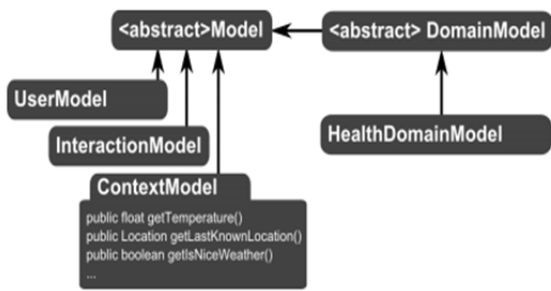 <abstract>Model
<abstract> DomainModel
UserModel
InteractionModel
HealthDomainModel
ContextModel
public float getTemperature()
public Location getLastKnownLocation()
public boolean getIsNiceWeather()
...